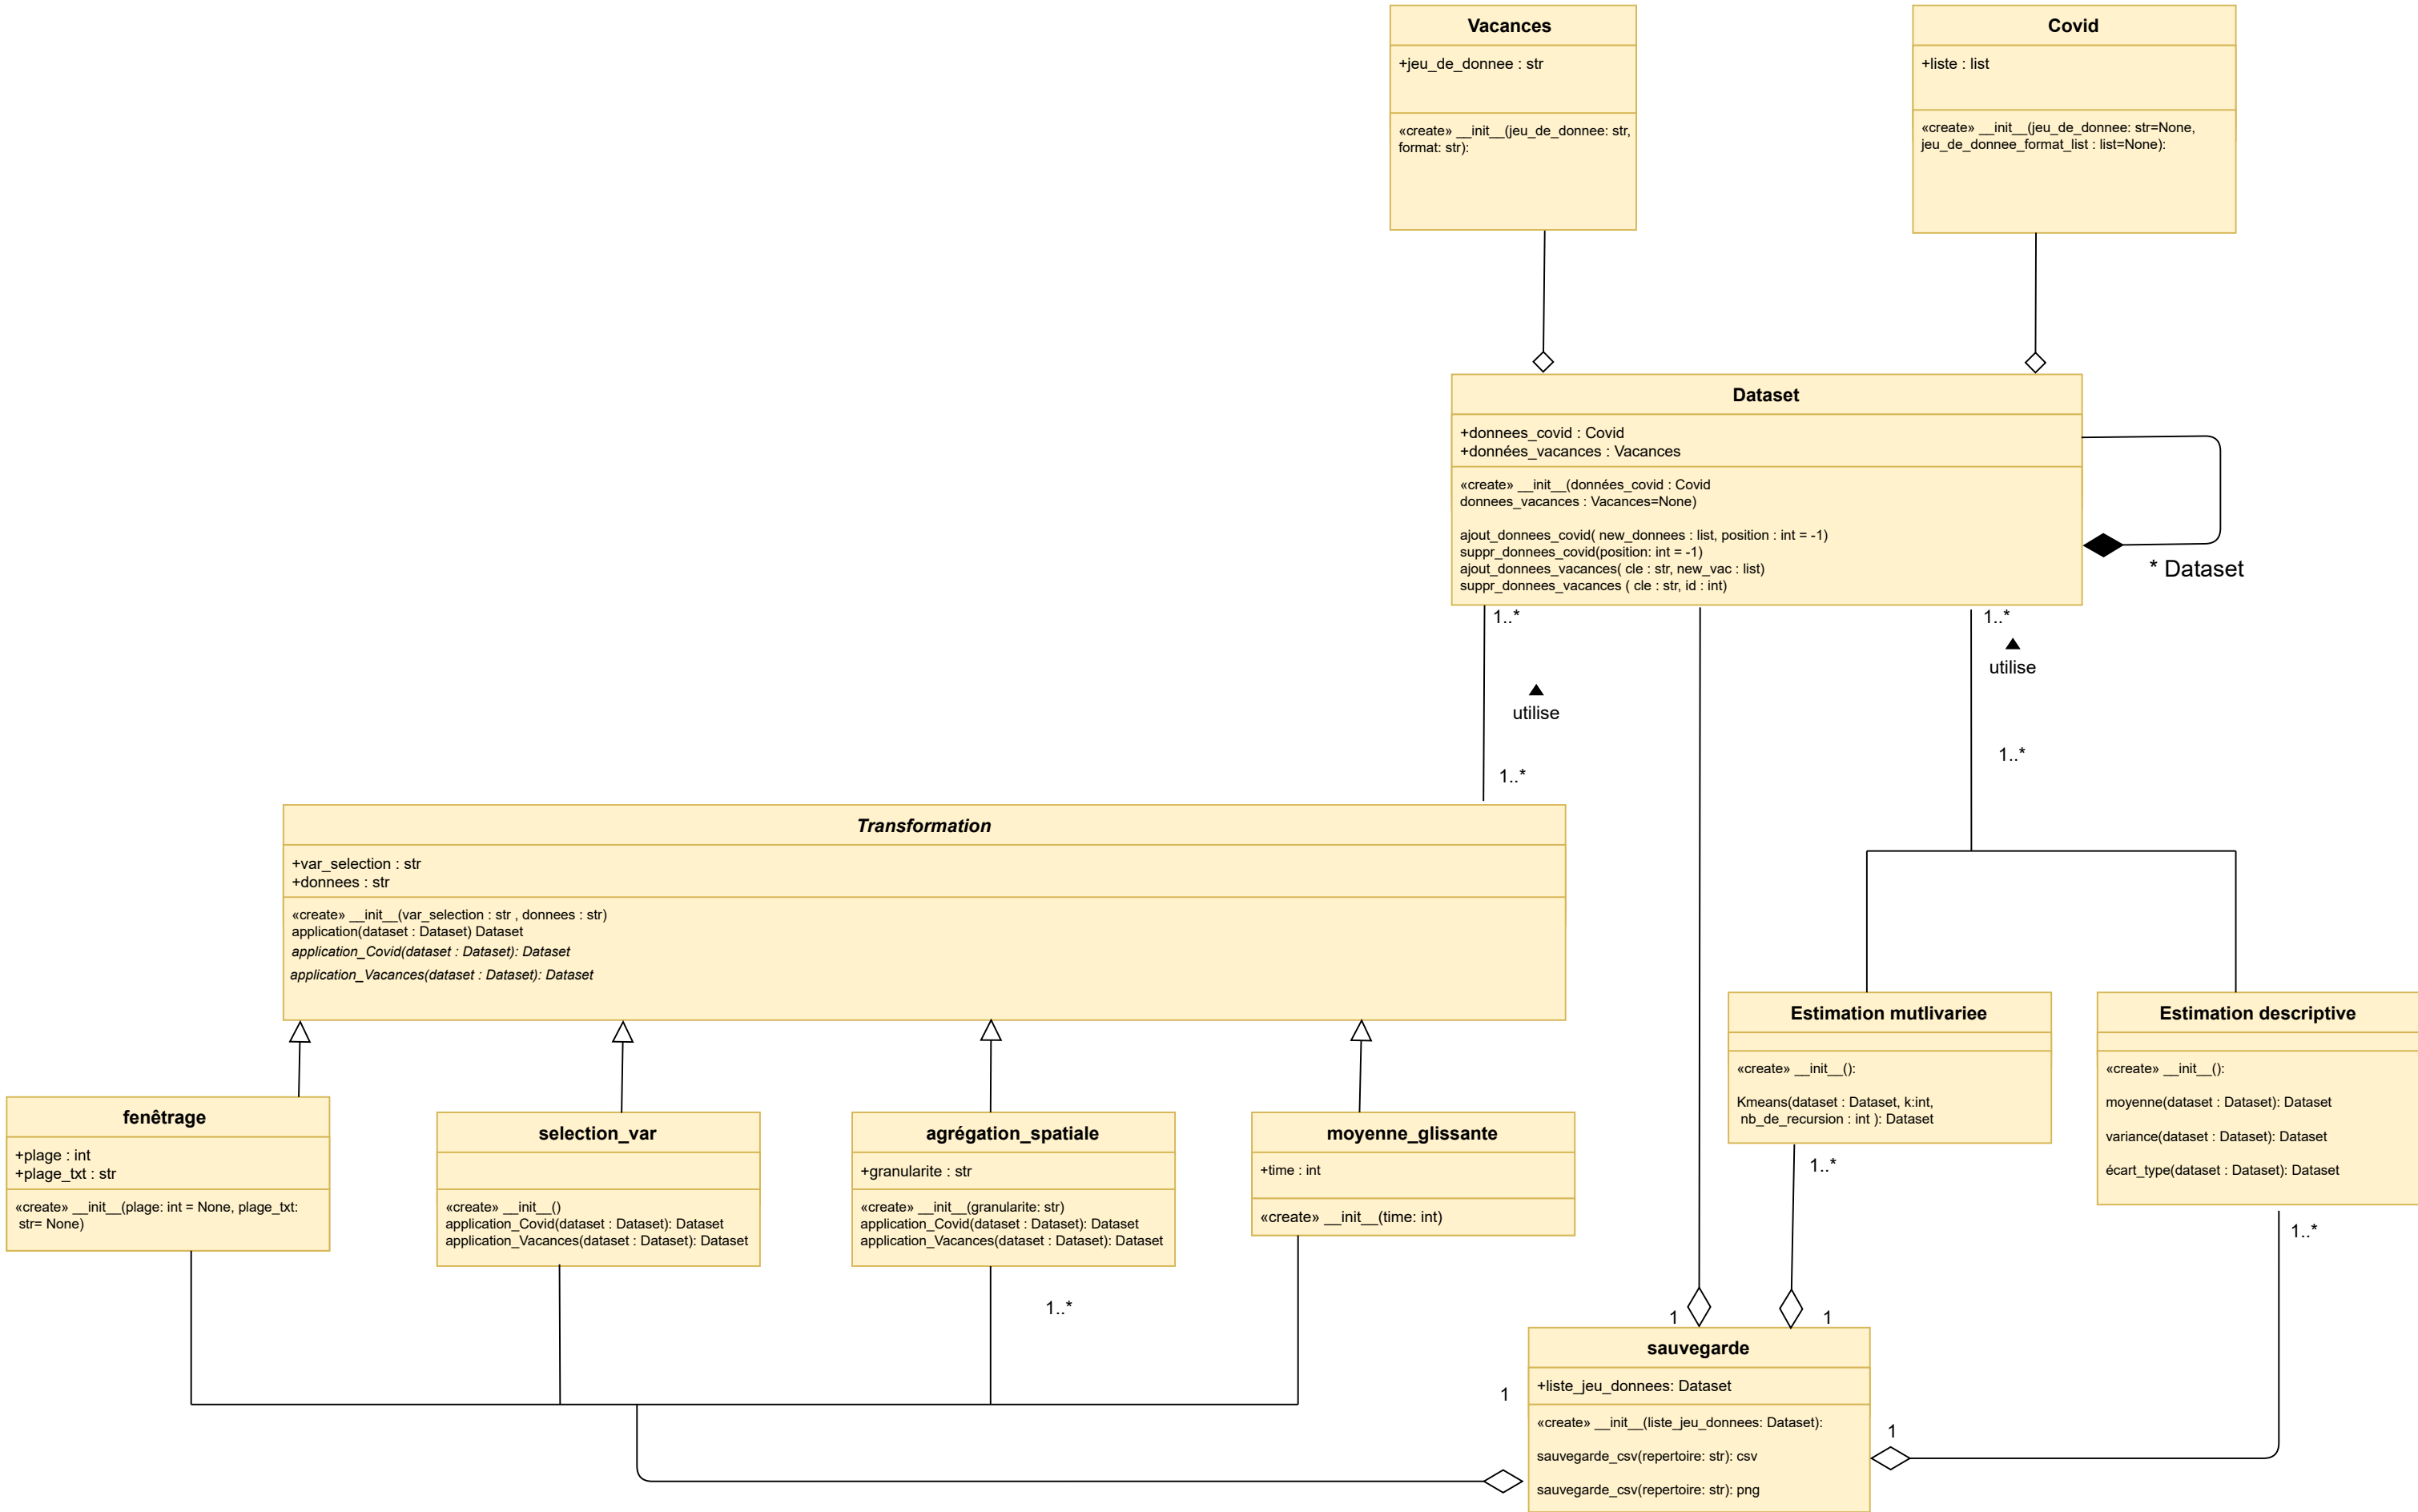 Vacances
+jeu_de_donnee : str
«create» __init__(jeu_de_donnee: str,
format: str):
Covid
+liste : list
«create» __init__(jeu_de_donnee: str=None,
jeu_de_donnee_format_list : list=None):
Dataset
+donnees_covid : Covid
+données_vacances : Vacances
«create» __init__(données_covid : Covid
donnees_vacances : Vacances=None)
ajout_donnees_covid( new_donnees : list, position : int = -1)
suppr_donnees_covid(position: int = -1)
ajout_donnees_vacances( cle : str, new_vac : list)
suppr_donnees_vacances ( cle : str, id : int)
* Dataset
1..*
utilise
1..*
1..*
utilise
1..*
Transformation
+var_selection : str
+donnees : str
«create» __init__(var_selection : str , donnees : str)
application(dataset : Dataset) Dataset
application_Covid(dataset : Dataset): Dataset
application_Vacances(dataset : Dataset): Dataset
fenêtrage
+plage : int
+plage_txt : str
«create» __init__(plage: int = None, plage_txt:
str= None)
selection_var
«create» __init__()
application_Covid(dataset : Dataset): Dataset
application_Vacances(dataset : Dataset): Dataset
agrégation_spatiale
+granularite : str
«create» __init__(granularite: str)
application_Covid(dataset : Dataset): Dataset
application_Vacances(dataset : Dataset): Dataset
moyenne_glissante
+time : int
«create» __init__(time: int)
Estimation mutlivariee
«create» __init__():
Kmeans(dataset : Dataset, k:int,
nb_de_recursion : int ): Dataset
Estimation descriptive
«create» __init__():
moyenne(dataset : Dataset): Dataset
variance(dataset : Dataset): Dataset
écart_type(dataset : Dataset): Dataset
1..*
1..*
1..*
1
1
1
1
sauvegarde
+liste_jeu_donnees: Dataset
«create» __init__(liste_jeu_donnees: Dataset):
sauvegarde_csv(repertoire: str): csv
sauvegarde_csv(repertoire: str): png